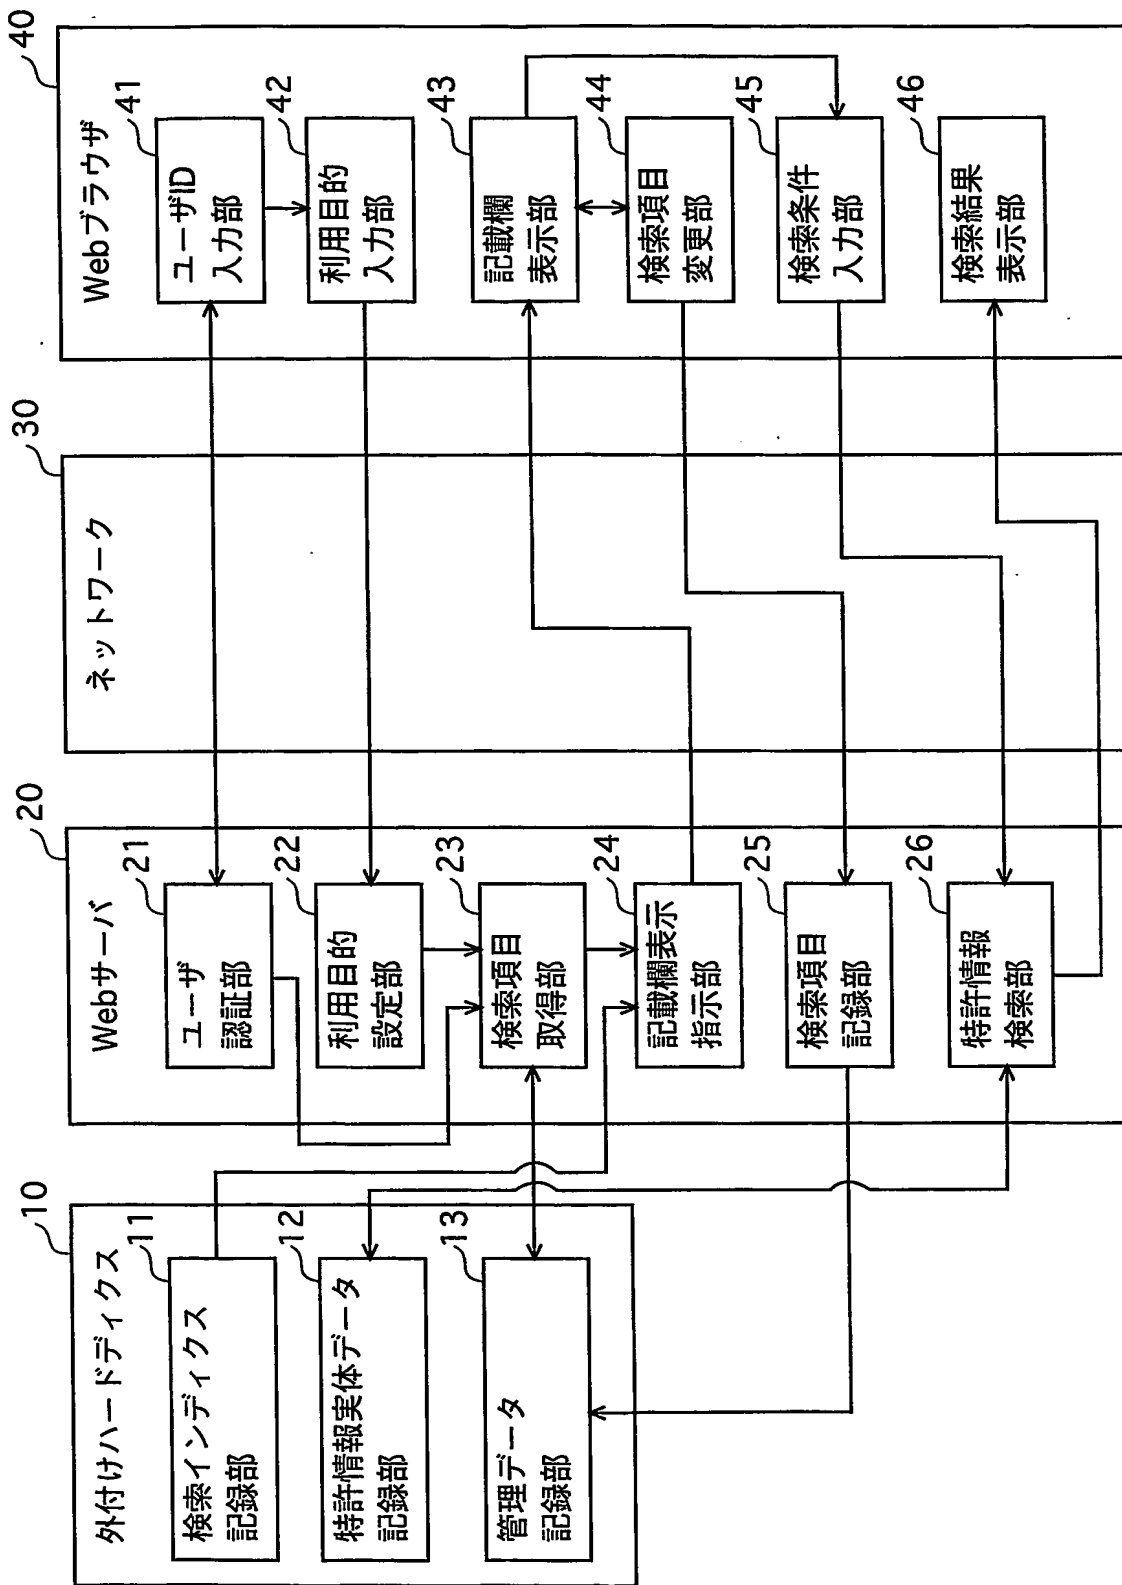 10
外付けハードディクス
11
検索インディクス
記録部
12
特許情報実体データ
記録部
13
管理データ
記録部
20
Webサーバ
21
ユーザ
認証部
22
利用目的
設定部
23
検索項目
取得部
24
記載欄表示
指示部
25
検索項目
記録部
26
特許情報
検索部
30
ネットワーク
40
Webブラウザ
41
ユーザID
入力部
42
利用目的
入力部
43
記載欄
表示部
44
検索項目
変更部
45
検索条件
入力部
46
検索結果
表示部